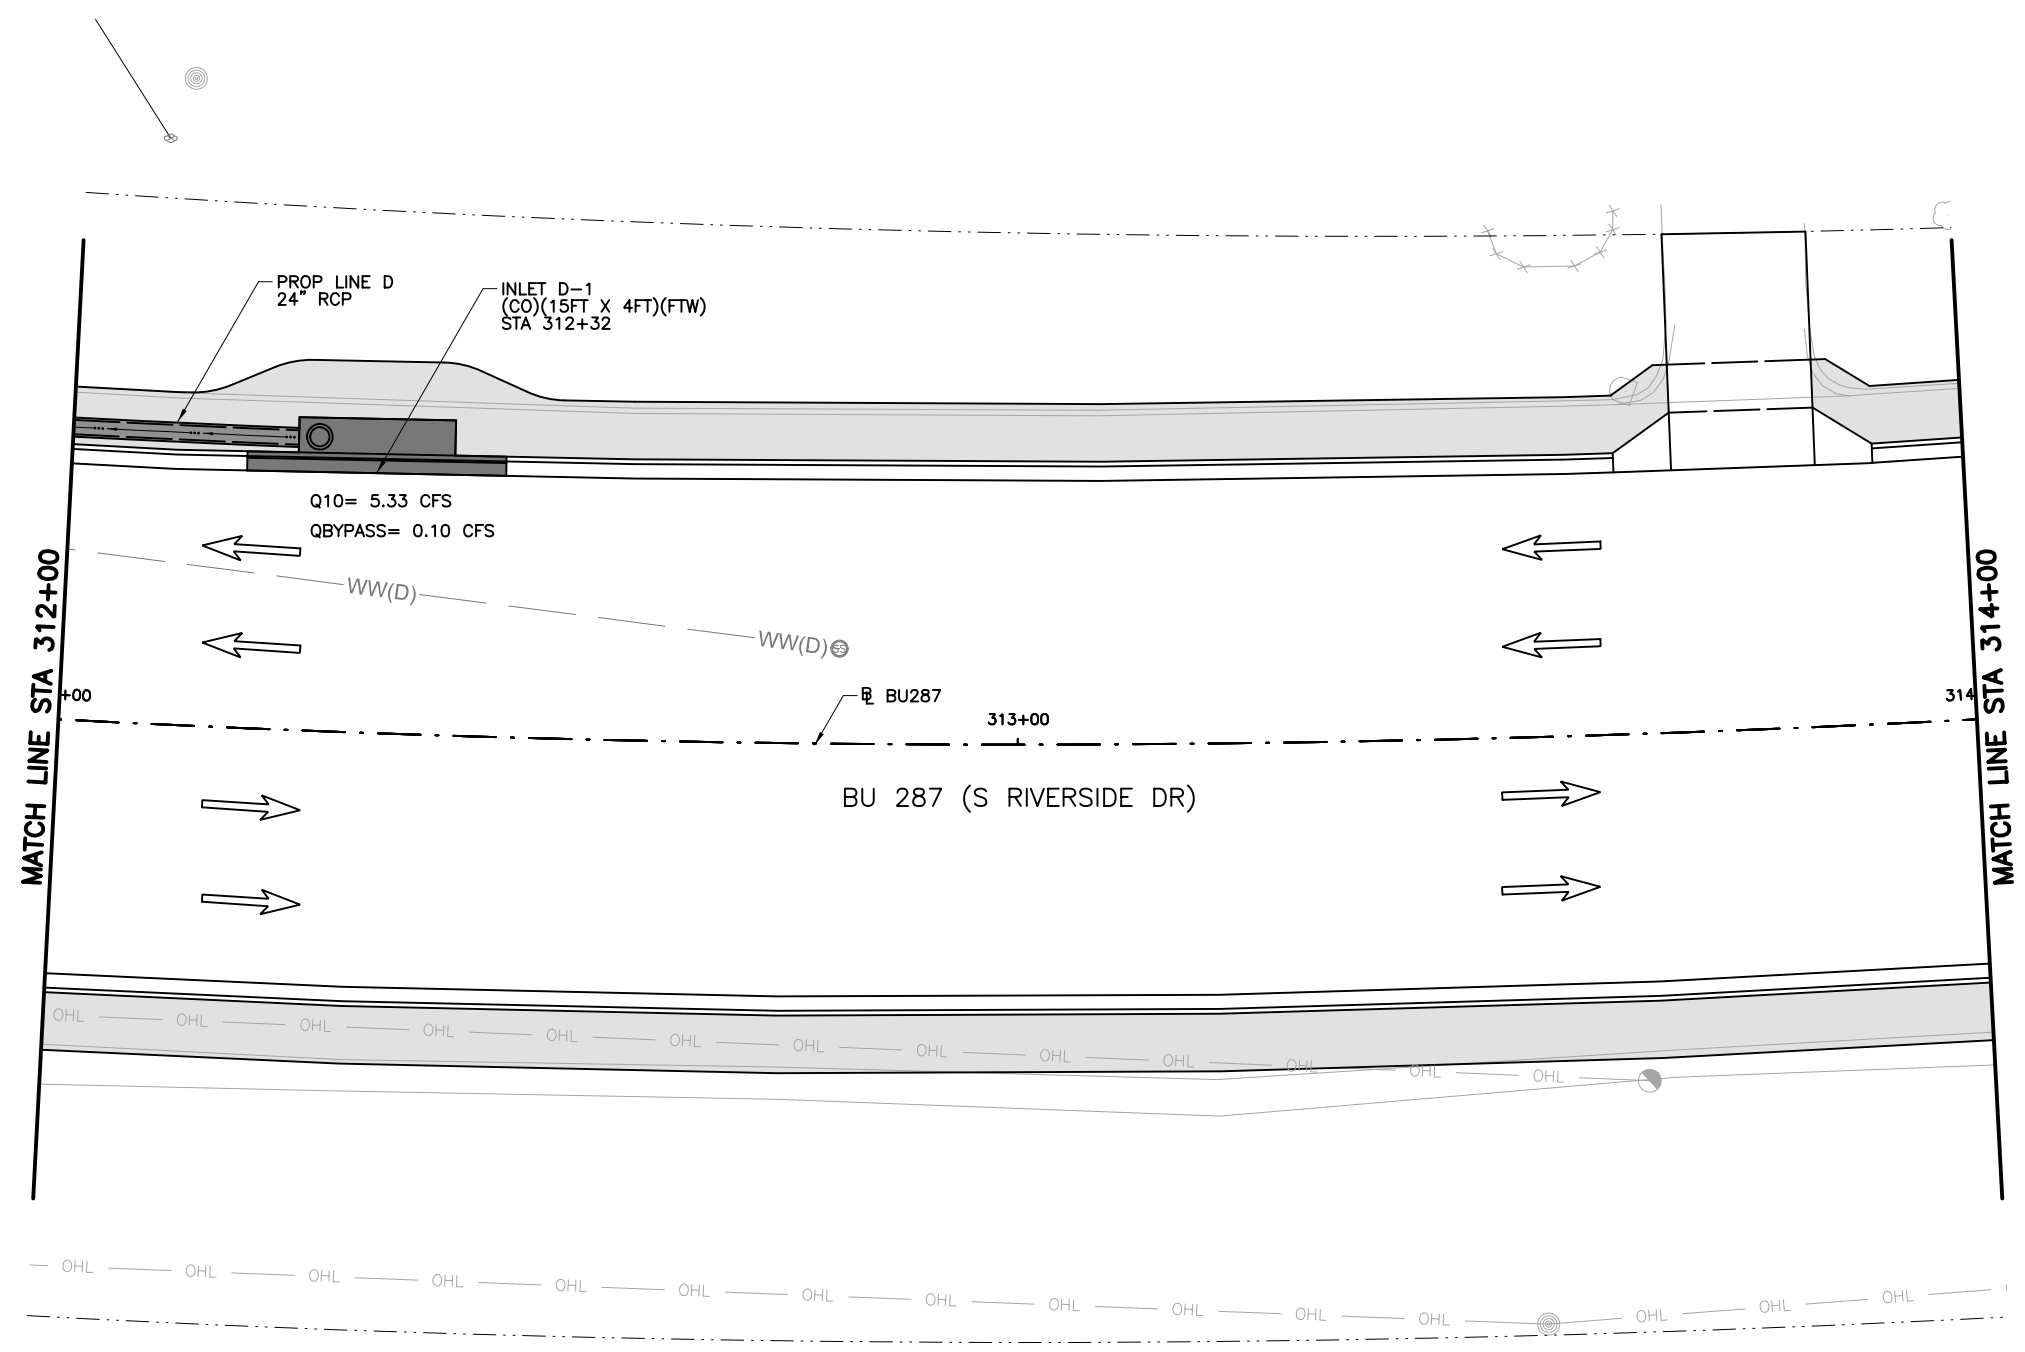 PROP LINE D
24" RCP
INLET D-1
(CO)(15FT X 4FT)(FTW)
STA 312+32
Q10= 5.33 CFS
QBYPASS= 0.10 CFS
WW(D)
WW(D)
SS
MATCH LINE STA 312+00
+00
BL BU287
313+00
314
MATCH LINE STA 314+00
BU 287 (S RIVERSIDE DR)
OHL OHL OHL OHL OHL OHL OHL OHL OHL OHL OHL OHL OHL
OHL OHL OHL OHL OHL OHL OHL OHL OHL OHL OHL OHL OHL OHL OHL